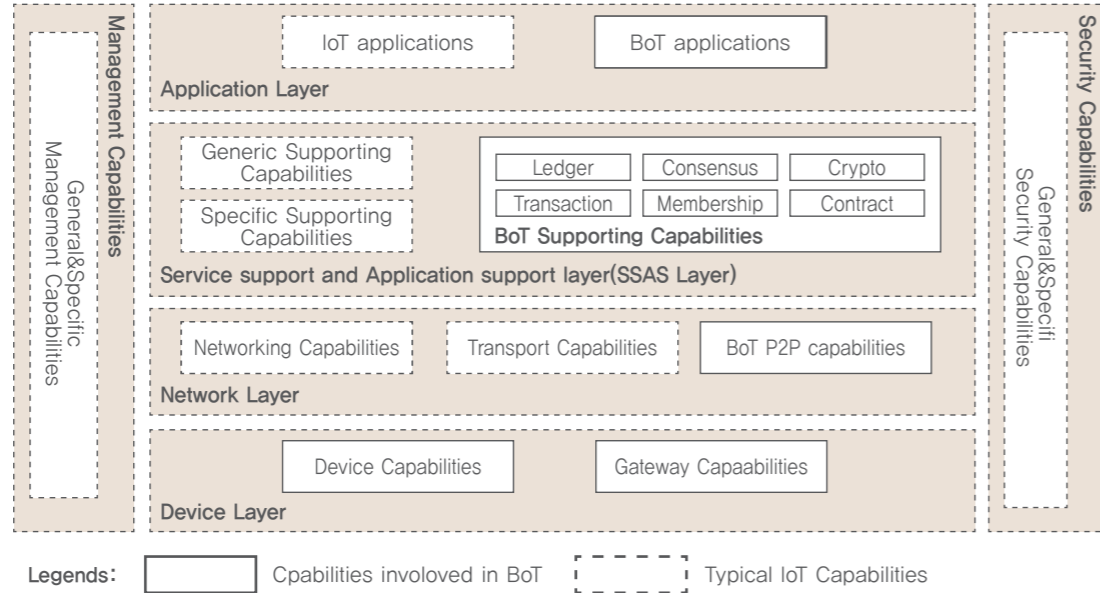 Management Capabilities
General&Specific
Management Capabilities
IoT applications
BoT applications
Application Layer
Generic Supporting
Capabilities
Specific Supporting
Capabilities
Ledger
Consensus
Crypto
Transaction
Membership
Contract
BoT Supporting Capabilities
Service support and Application support layer(SSAS Layer)
Networking Capabilities
Transport Capabilities
BoT P2P capabilities
Network Layer
Device Capabilities
Gateway Capaabilities
Device Layer
Security Capabilities
General&Specifi
Security Capabilities
Legends:
Cpabilities involoved in BoT
Typical IoT Capabilities